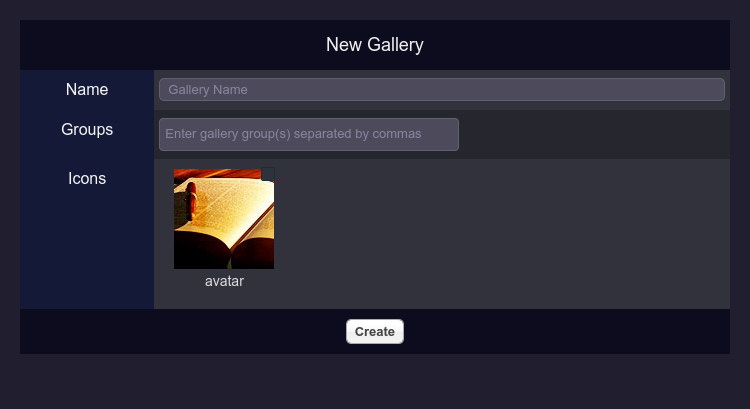 New Gallery
Name
Gallery Name
Groups
Enter gallery group(s) separated by commas
Icons
avatar
Create